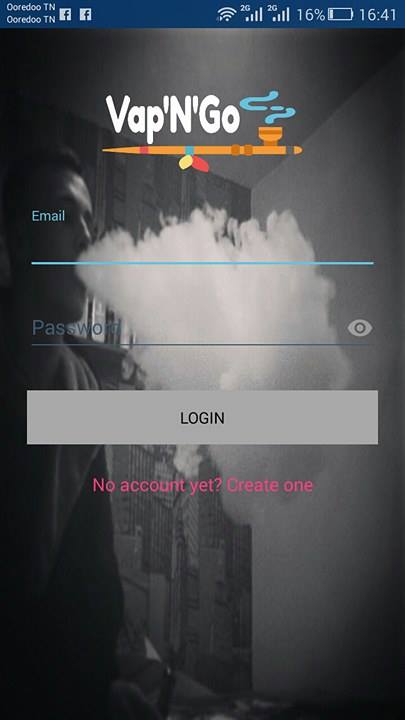 Ooredoo TN
Ooredoo TN
2G 2G 16% 16:41
Vap'N'Go
Email
Password
LOGIN
No account yet? Create one